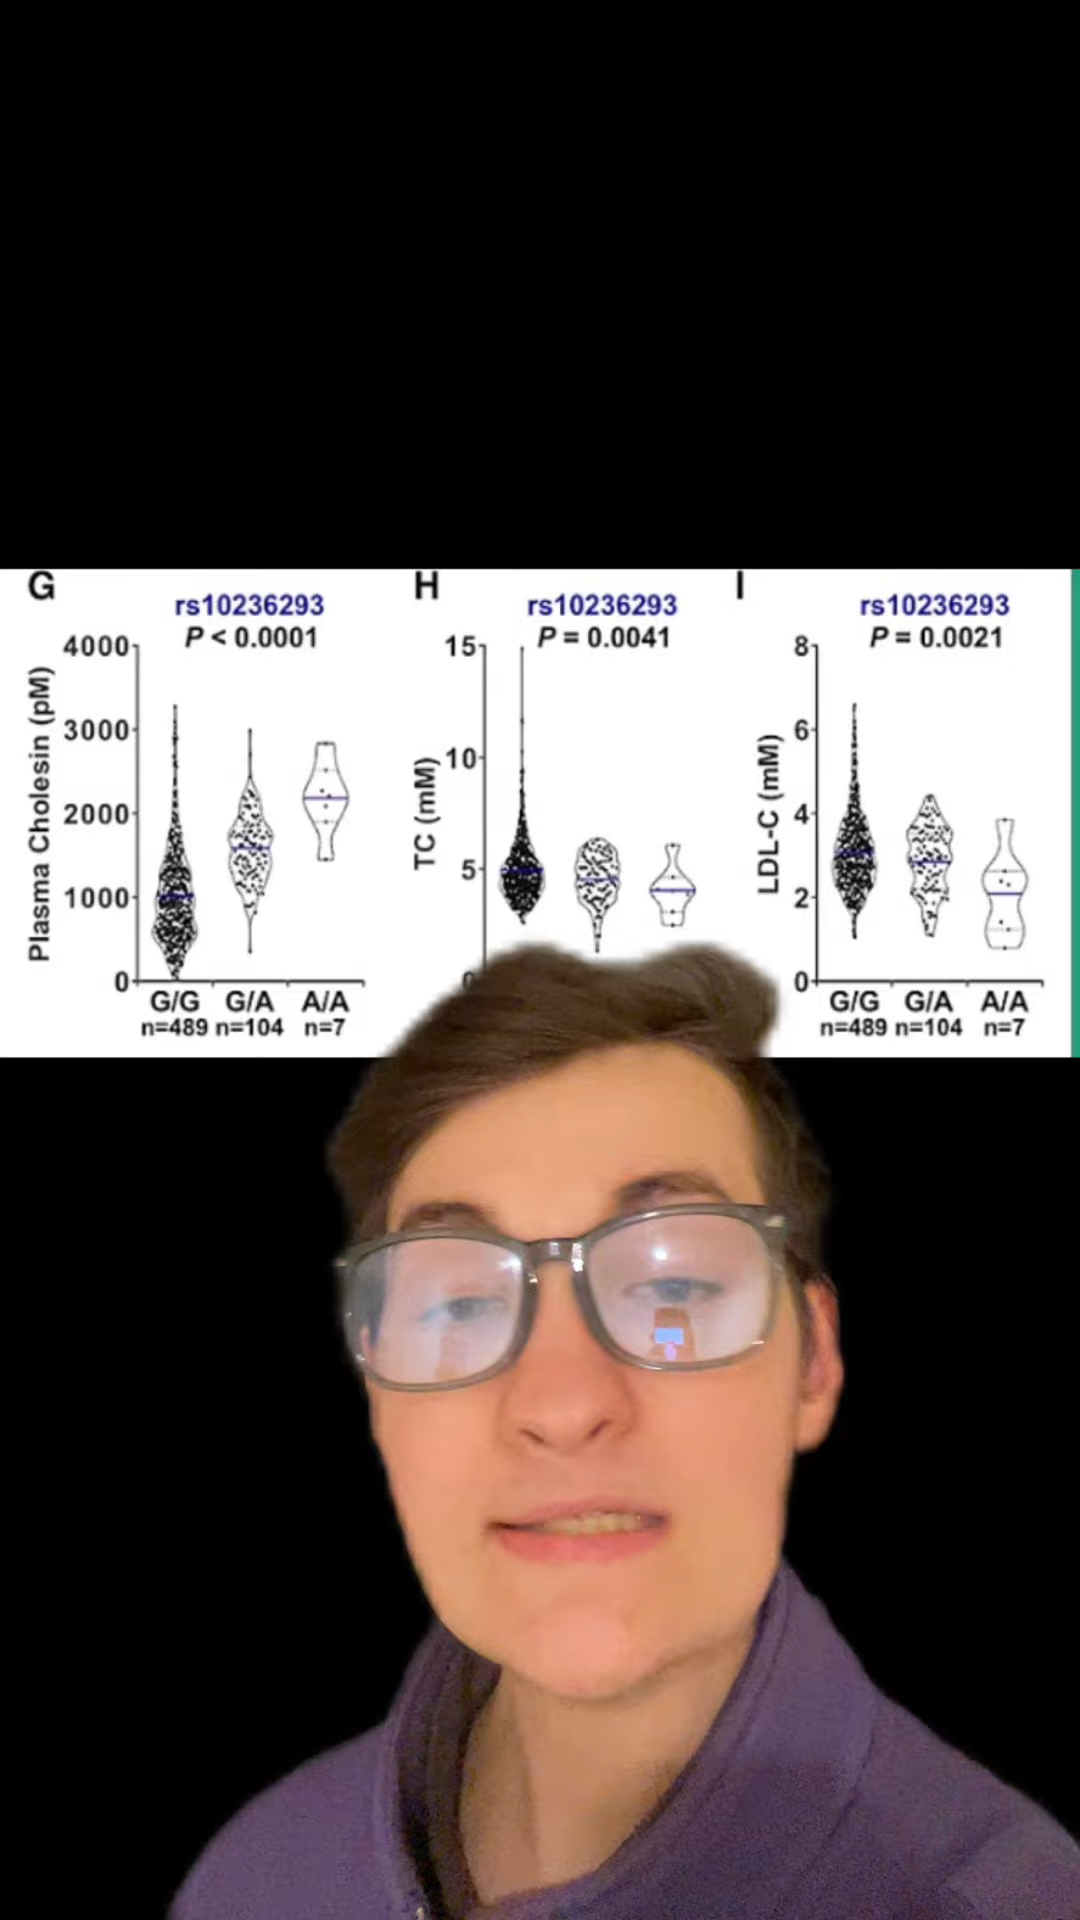 G
rs10236293
P < 0.0001
Plasma Cholesin (pM)
4000
3000
2000
1000
0
G/G G/A A/A
n=489 n=104 n=7
H
rs10236293
P = 0.0041
TC (mM)
15
10
5
0
I
rs10236293
P = 0.0021
LDL-C (mM)
8
6
4
2
0
G/G G/A A/A
n=489 n=104 n=7